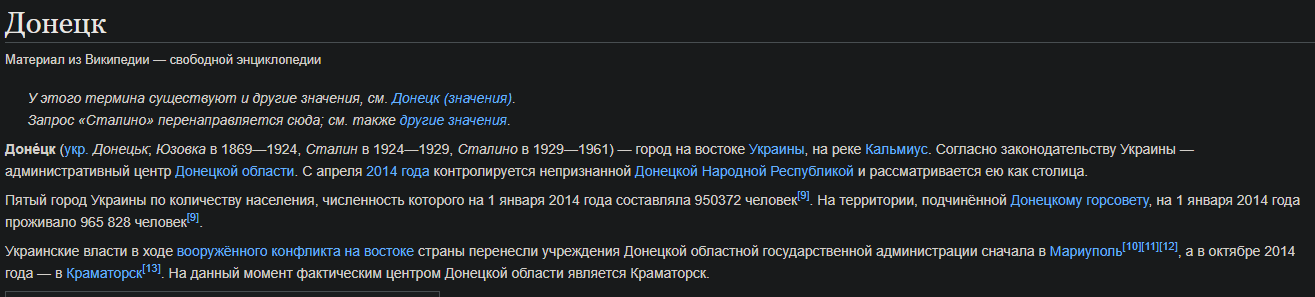 Донецк
Материал из Википедии — свободной энциклопедии
У этого термина существуют и другие значения, см. Донецк (значения).
Запрос «Сталино» перенаправляется сюда; см. также другие значения.
Доне́цк (укр. Донецьк; Юзовка в 1869—1924, Сталин в 1924—1929, Сталино в 1929—1961) — город на востоке Украины, на реке Кальмиус. Согласно законодательству Украины —
административный центр Донецкой области. С апреля 2014 года контролируется непризнанной Донецкой Народной Республикой и рассматривается ею как столица.
Пятый город Украины по количеству населения, численность которого на 1 января 2014 года составляла 950372 человек[9]. На территории, подчинённой Донецкому горсовету, на 1 января 2014 года
проживало 965 828 человек[9].
Украинские власти в ходе вооружённого конфликта на востоке страны перенесли учреждения Донецкой областной государственной администрации сначала в Мариуполь[10][11][12], а в октябре 2014
года — в Краматорск[13]. На данный момент фактическим центром Донецкой области является Краматорск.